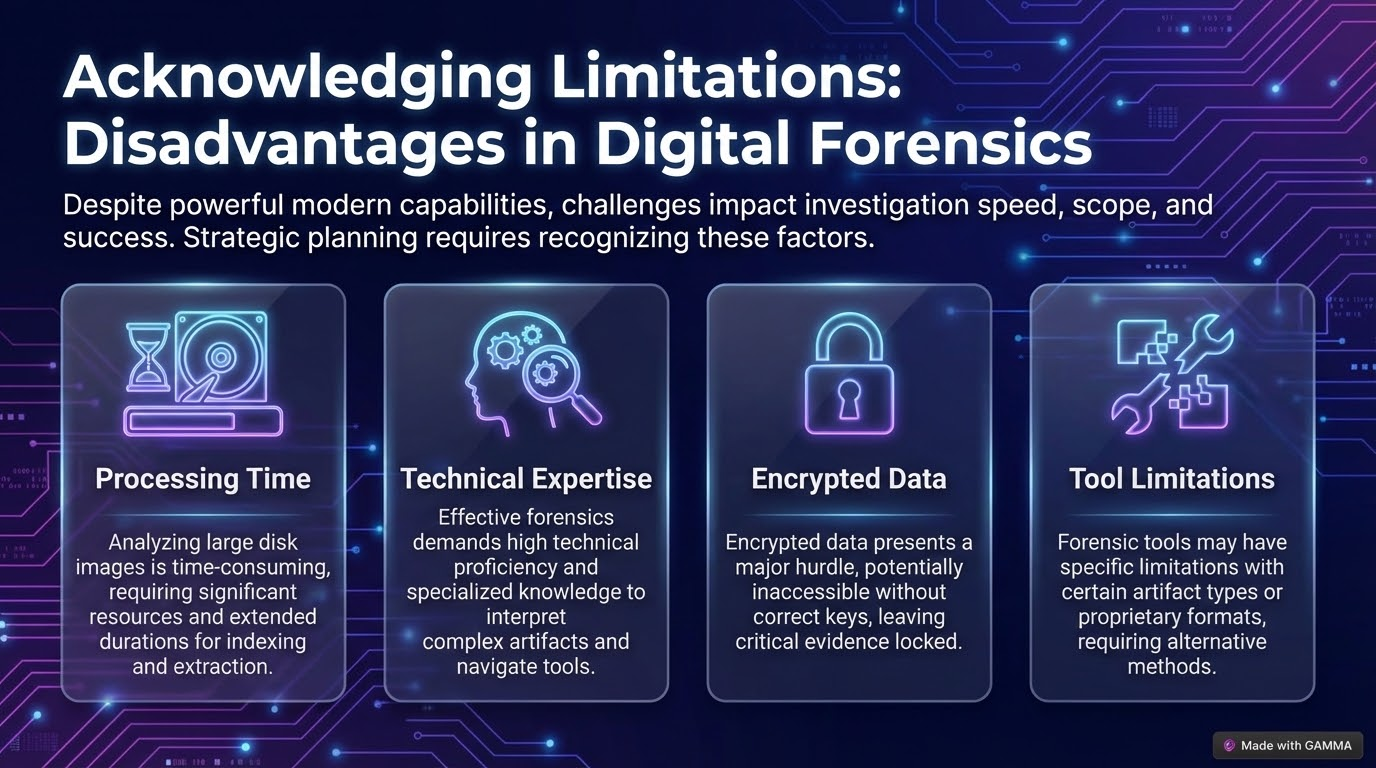 Acknowledging Limitations:
Disadvantages in Digital Forensics
Despite powerful modern capabilities, challenges impact investigation speed, scope, and
success. Strategic planning requires recognizing these factors.
Processing Time
Analyzing large disk
images is time-consuming,
requiring significant
resources and extended
durations for indexing
and extraction.
Technical Expertise
Effective forensics
demands high technical
proficiency and
specialized knowledge to
interpret
complex artifacts and
navigate tools.
Encrypted Data
Encrypted data presents a
major hurdle, potentially
inaccessible without
correct keys, leaving
critical evidence locked.
Tool Limitations
Forensic tools may have
specific limitations with
certain artifact types or
proprietary formats,
requiring alternative
methods.
Made with GAMMA